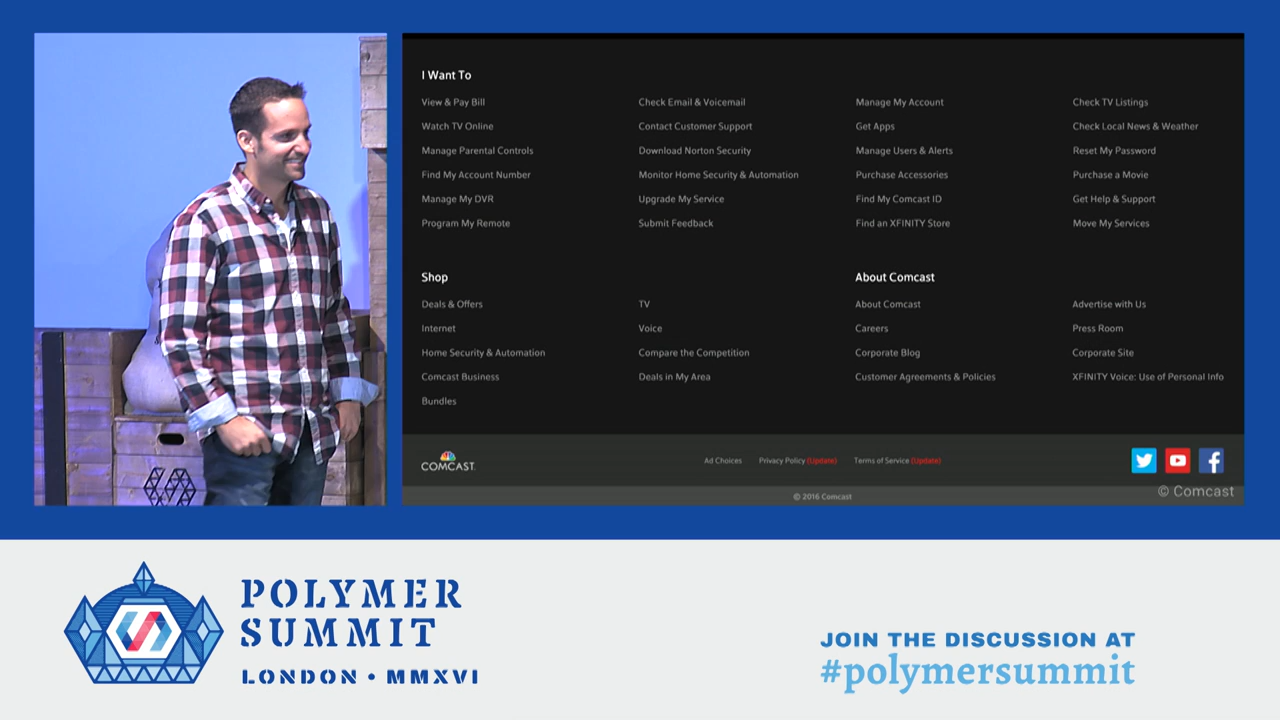 I Want To
View & Pay Bill
Check Email & Voicemail
Manage My Account
Check TV Listings
Watch TV Online
Contact Customer Support
Get Apps
Check Local News & Weather
Manage Parental Controls
Download Norton Security
Manage Users & Alerts
Reset My Password
Find My Account Number
Monitor Home Security & Automation
Purchase Accessories
Purchase a Movie
Manage My DVR
Upgrade My Service
Find My Comcast ID
Get Help & Support
Program My Remote
Submit Feedback
Find an XFINITY Store
Move My Services
Shop
About Comcast
Deals & Offers
TV
About Comcast
Advertise with Us
Internet
Voice
Careers
Press Room
Home Security & Automation
Compare the Competition
Corporate Blog
Corporate Site
Comcast Business
Deals in My Area
Customer Agreements & Policies
XFINITY Voice: Use of Personal Info
Bundles
COMCAST
Ad Choices
Privacy Policy (Update)
Terms of Service (Update)
© 2016 Comcast
© Comcast
POLYMER
SUMMIT
LONDON • MMXVI
JOIN THE DISCUSSION AT
#polymersummit